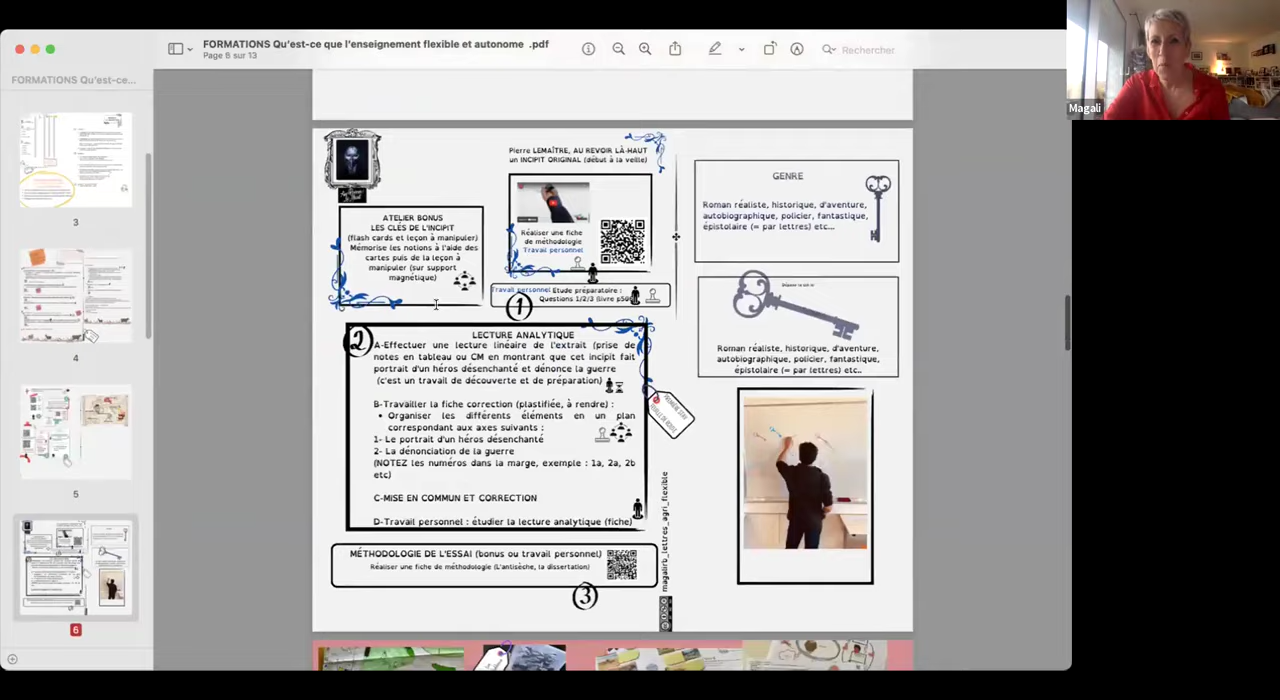 FORMATIONS Qu'est-ce que l'enseignement flexible et autonome .pdf
Page 8 sur 13
Rechercher
FORMATIONS Qu'est-ce...
3
4
5
6
Magali
Pierre LEMAÎTRE, AU REVOIR LÀ-HAUT
un INCIPIT ORIGINAL (début à la veille)
Réaliser une fiche
de méthodologie
Travail personnel
ATELIER BONUS
LES CLÉS DE L'INCIPIT
(flash cards et leçon à manipuler)
Mémorise les notions à l'aide des
cartes puis de la leçon à
manipuler (sur support
magnétique)
Travail personnel Etude préparatoire :
Questions 1/2/3 (livre
1
2
LECTURE ANALYTIQUE
A-Effectuer une lecture linéaire de l'extrait (prise de
notes en tableau ou CM en montrant que cet incipit fait
portrait d'un héros désenchanté et dénonce la guerre
(c'est un travail de découverte et de préparation)
B-Travailler la fiche correction (plastifiée, à rendre) :
• Organiser les différents éléments en un plan
correspondant aux axes suivants :
1- Le portrait d'un héros désenchanté
2- La dénonciation de la guerre
(NOTEZ les numéros dans la marge, exemple : 1a, 2a, 2b
etc)
C-MISE EN COMMUN ET CORRECTION
D-Travail personnel : étudier la lecture analytique (fiche)
MÉTHODOLOGIE DE L'ESSAI (bonus ou travail personnel)
Réaliser une fiche de méthodologie (L'antisèche, la dissertation)
3
magalirb_lettres_agri_flexible
GENRE
Roman réaliste, historique, d'aventure,
autobiographique, policier, fantastique,
épistolaire (= par lettres) etc...
Roman réaliste, historique, d'aventure,
autobiographique, policier, fantastique,
épistolaire (= par lettres) etc..